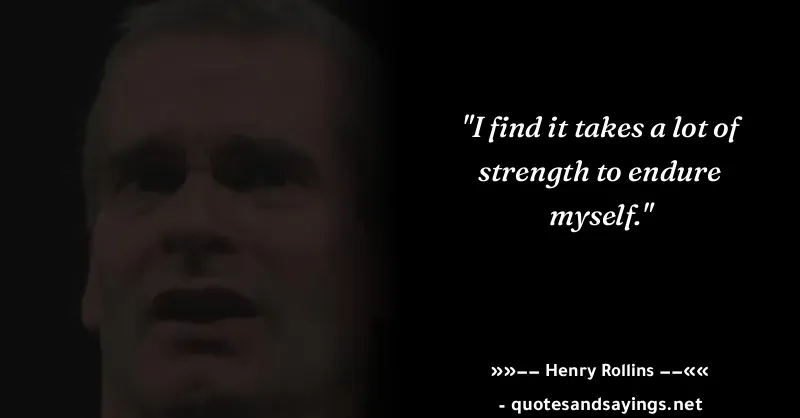 "I find it takes a lot of
strength to endure
myself."
»»–– Henry Rollins ––««
- quotesandsayings.net